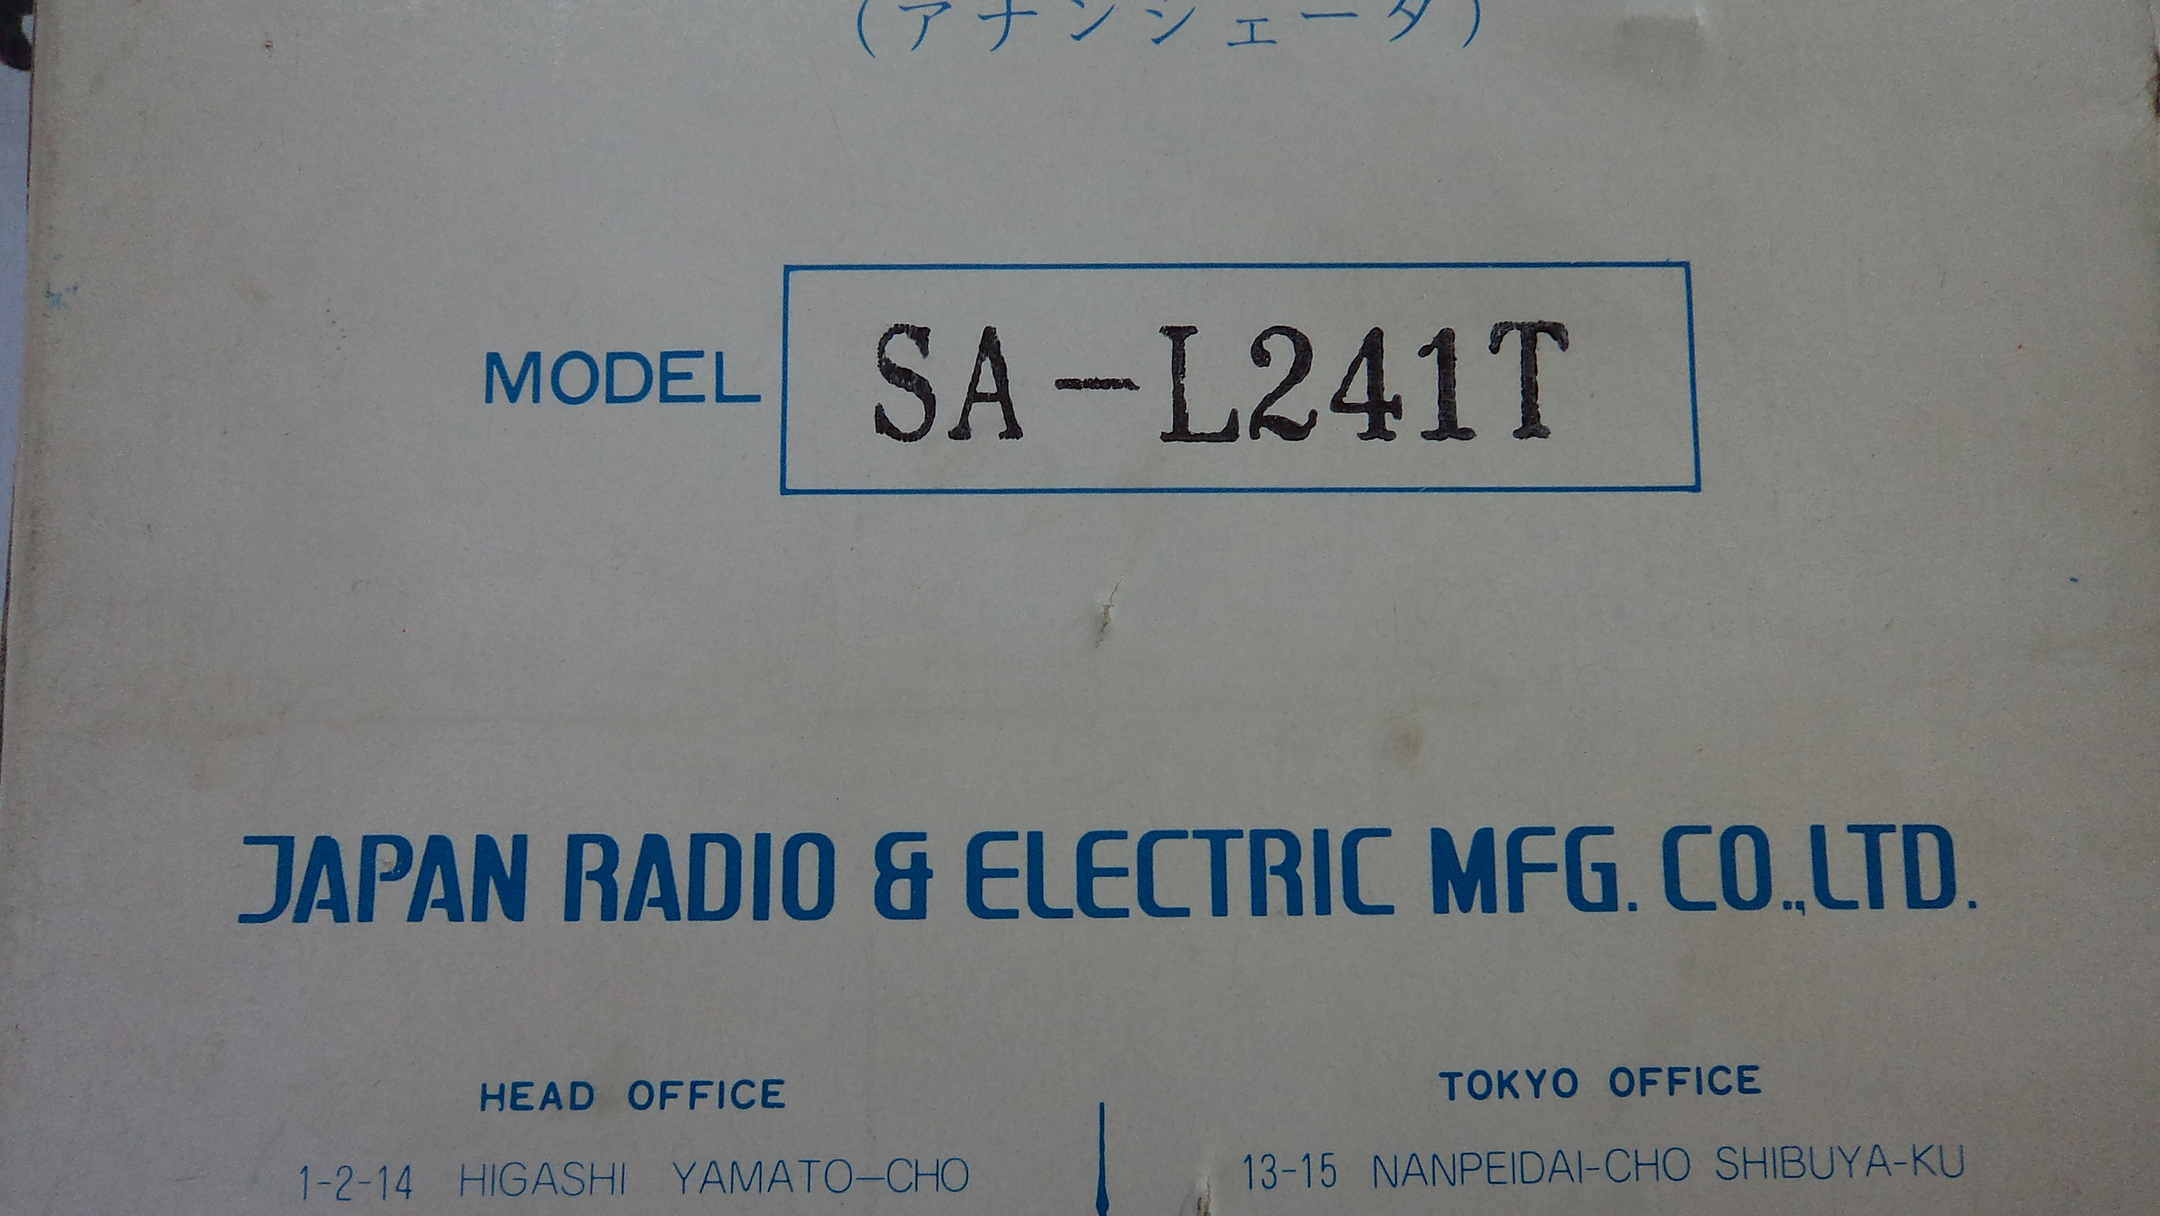 (アナンシェータ)
MODEL SA-L241T
JAPAN RADIO & ELECTRIC MFG. CO.,LTD.
HEAD OFFICE
1-2-14 HIGASHI YAMATO-CHO
TOKYO OFFICE
13-15 NANPEIDAI-CHO SHIBUYA-KU